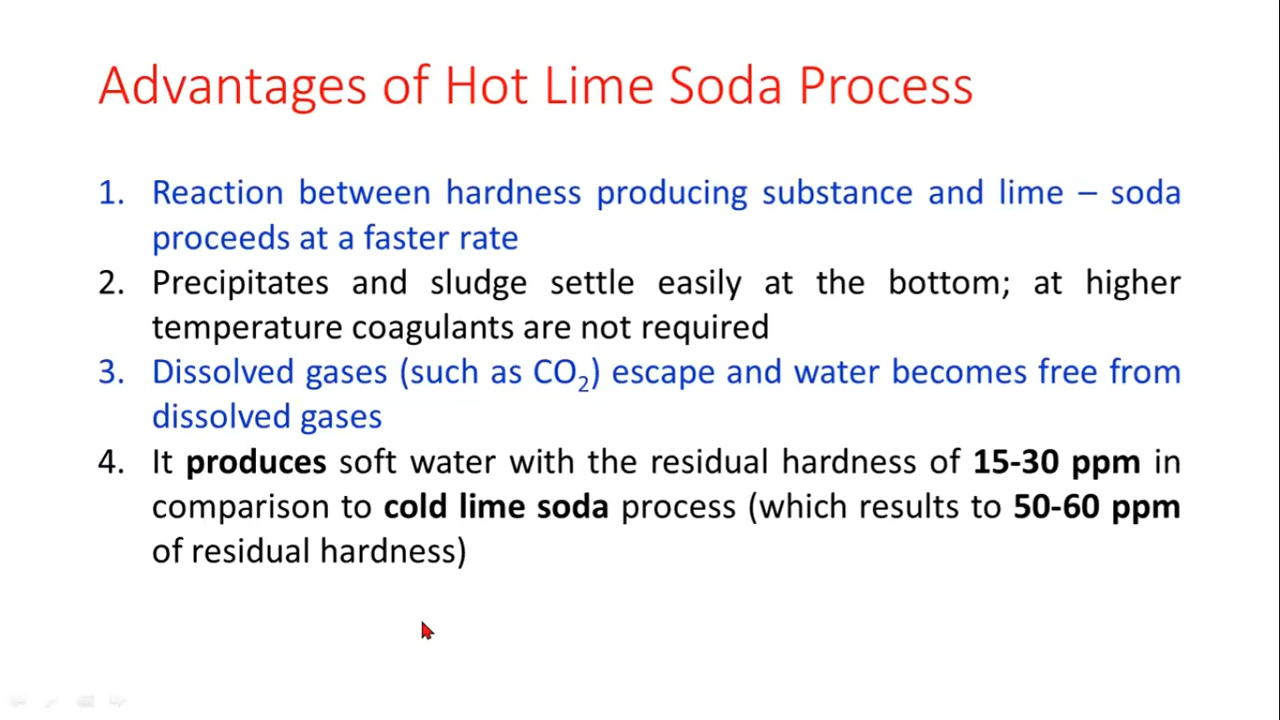 Advantages of Hot Lime Soda Process
1. Reaction between hardness producing substance and lime – soda
proceeds at a faster rate
2. Precipitates and sludge settle easily at the bottom; at higher
temperature coagulants are not required
3. Dissolved gases (such as CO₂) escape and water becomes free from
dissolved gases
4. It produces soft water with the residual hardness of 15-30 ppm in
comparison to cold lime soda process (which results to 50-60 ppm
of residual hardness)